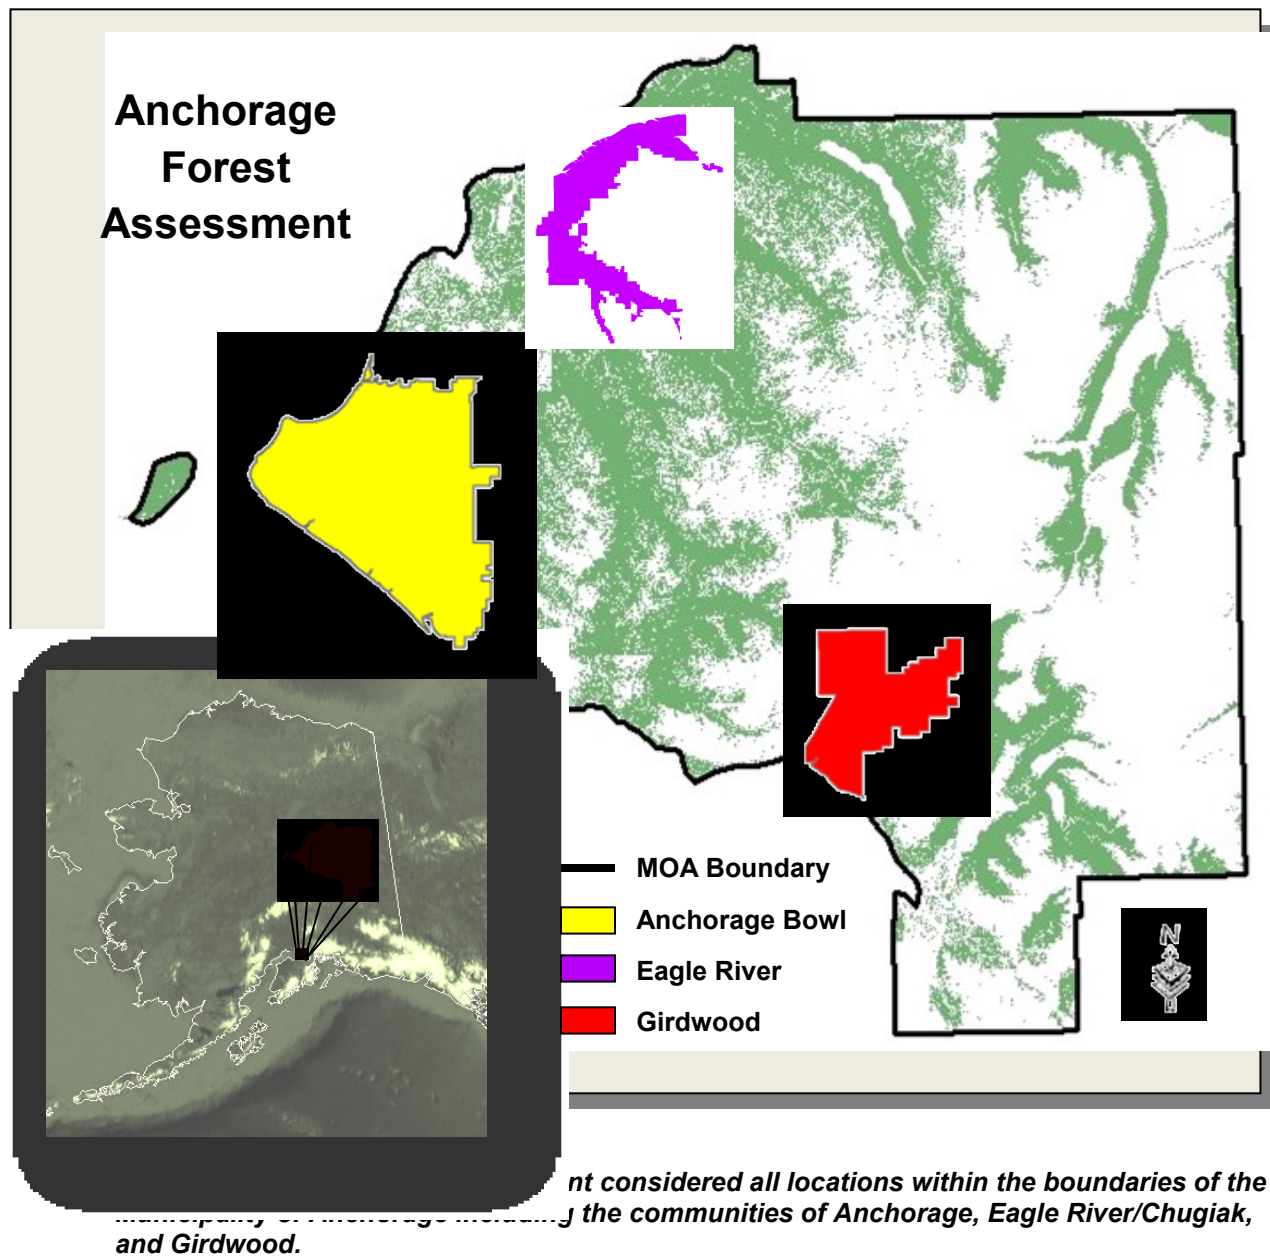 Anchorage
Forest
Assessment
MOA Boundary
Anchorage Bowl
Eagle River
Girdwood
N
nt considered all locations within the boundaries of the
the communities of Anchorage, Eagle River/Chugiak,
and Girdwood.